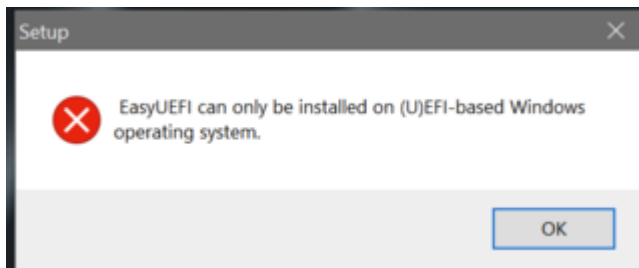 Setup
EasyUEFI can only be installed on (U)EFI-based Windows
operating system.
OK